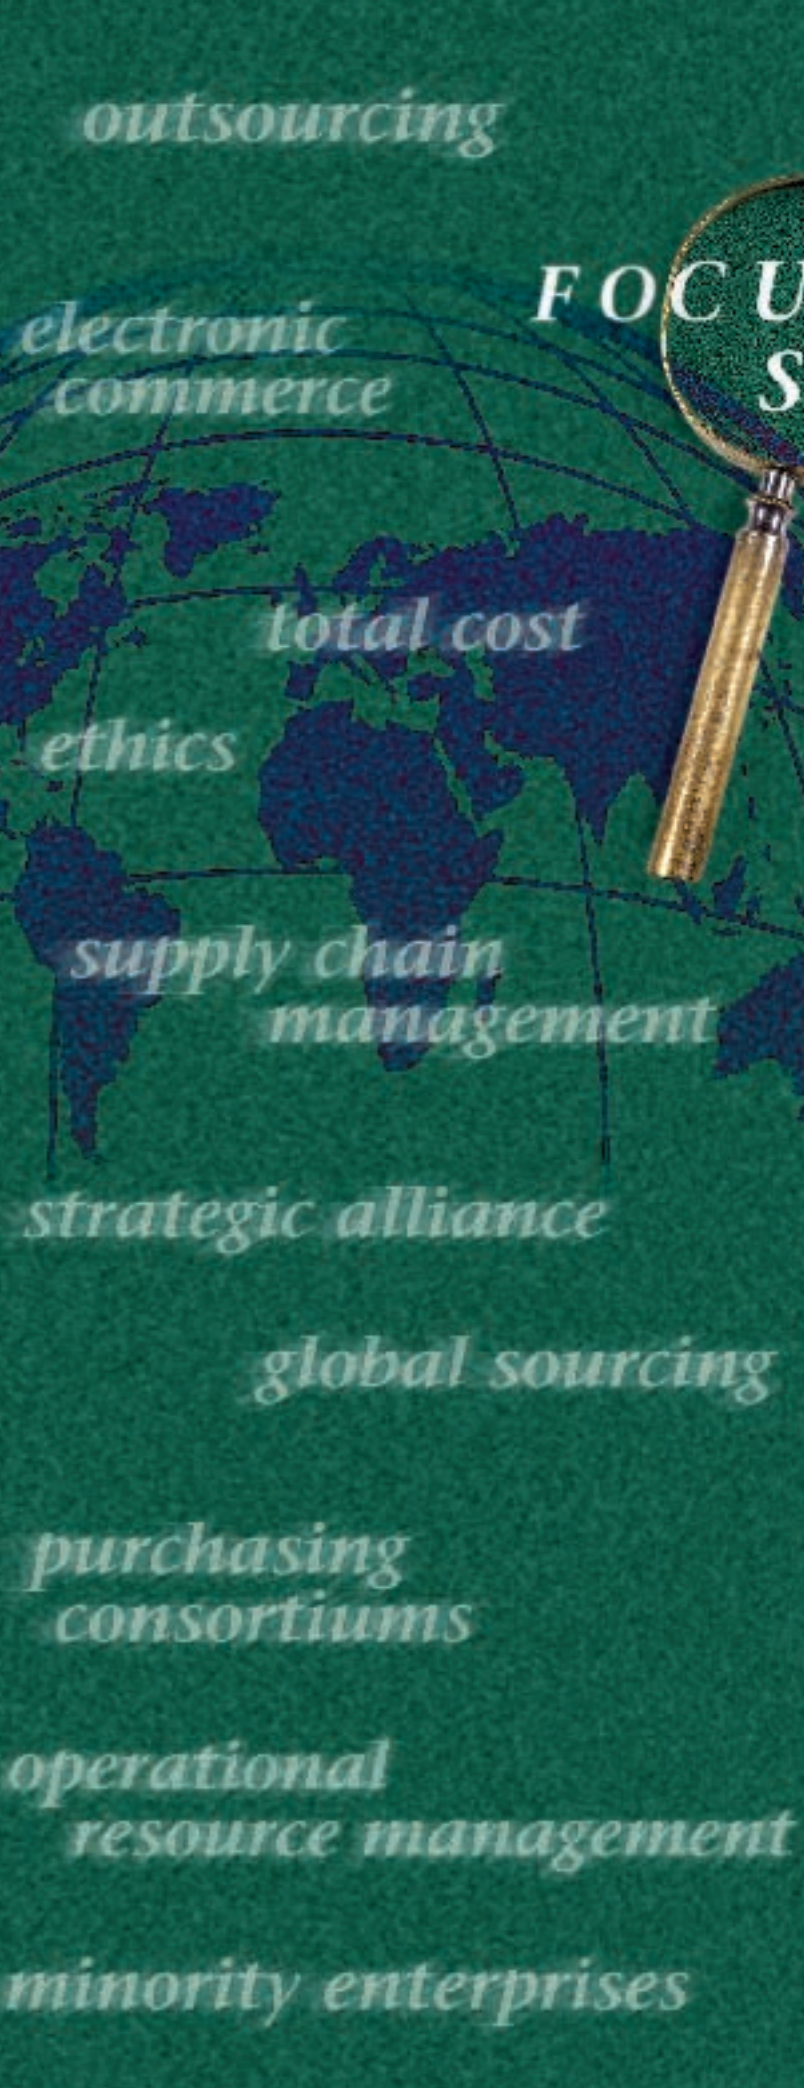 outsourcing
FOCU
S
electronic
commerce
total cost
ethics
supply chain
management
strategic alliance
global sourcing
purchasing
consortiums
operational
resource management
minority enterprises